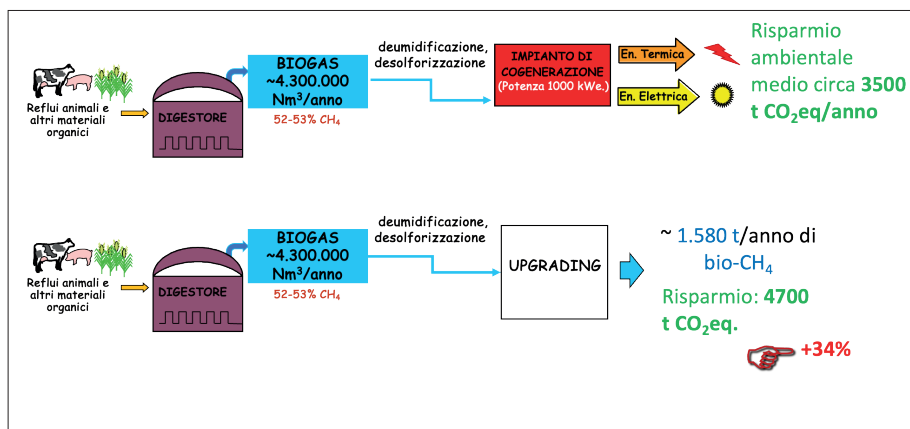 Reflui animali e
altri materiali
organici
DIGESTORE
BIOGAS
~4.300.000
Nm³/anno
52-53% CH₄
deumidificazione,
desolforizzazione
IMPIANTO DI
COGENERAZIONE
(Potenza 1000 kWe.)
En. Termica
En. Elettrica
Risparmio
ambientale
medio circa 3500
t CO₂eq/anno
Reflui animali e
altri materiali
organici
DIGESTORE
BIOGAS
~4.300.000
Nm³/anno
52-53% CH₄
deumidificazione,
desolforizzazione
UPGRADING
~ 1.580 t/anno di
bio-CH₄
Risparmio: 4700
t CO₂eq.
+34%